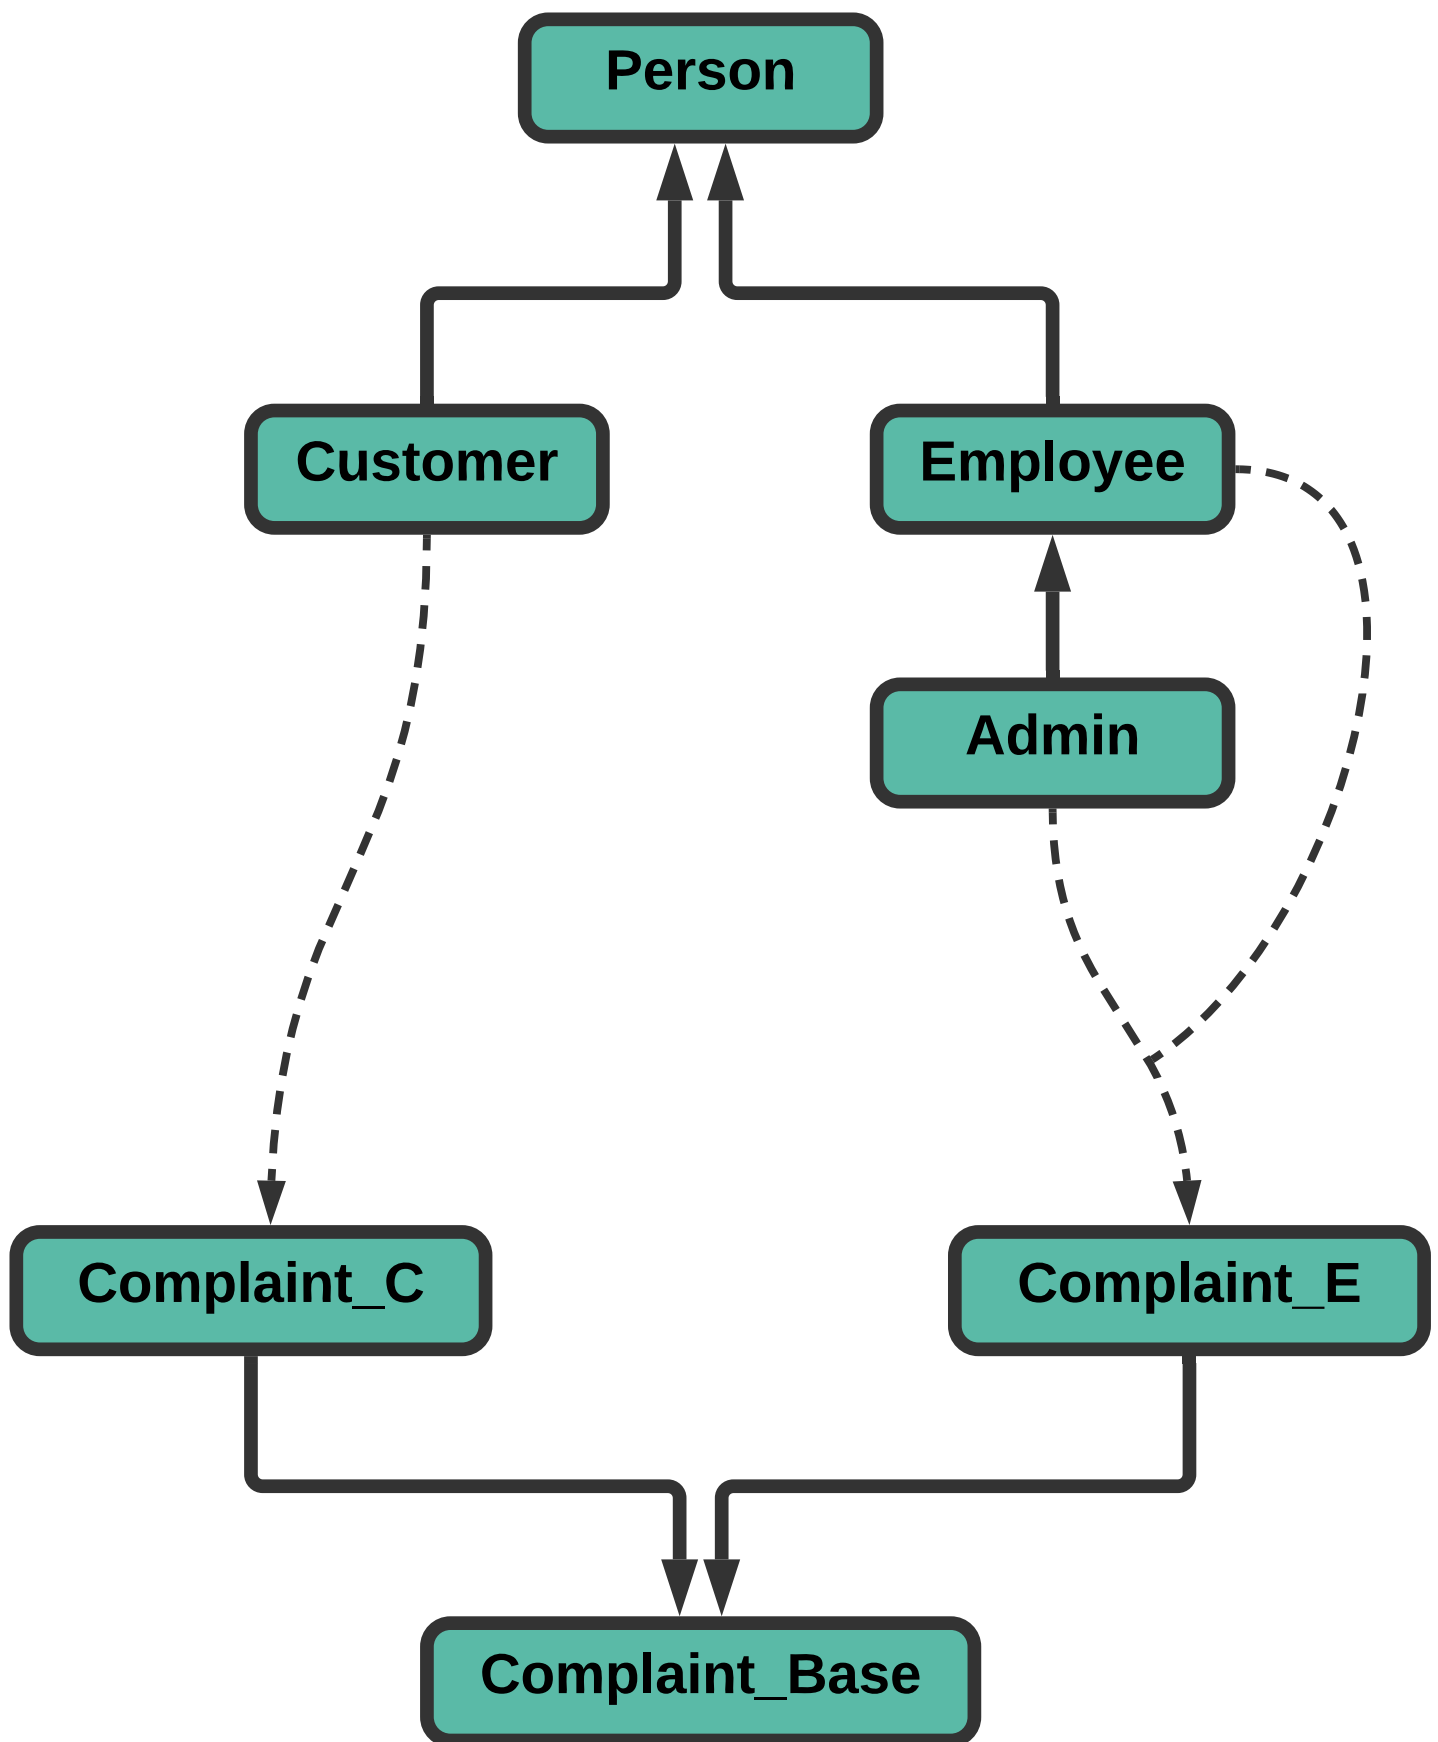 Person
Customer
Employee
Admin
Complaint_C
Complaint_E
Complaint_Base